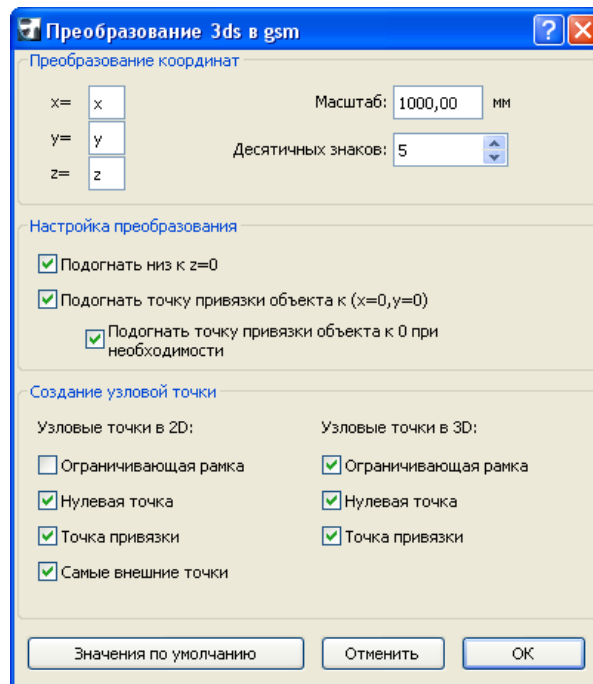 Преобразование 3ds в gsm
Преобразование координат
x= x
Масштаб: 1000,00 мм
y= y
Десятичных знаков: 5
z= z
Настройка преобразования
Подогнать низ к z=0
Подогнать точку привязки объекта к (x=0,y=0)
Подогнать точку привязки объекта к 0 при
необходимости
Создание узловой точки
Узловые точки в 2D:
Узловые точки в 3D:
Ограничивающая рамка
Ограничивающая рамка
Нулевая точка
Нулевая точка
Точка привязки
Точка привязки
Самые внешние точки
Значения по умолчанию
Отменить
ОК